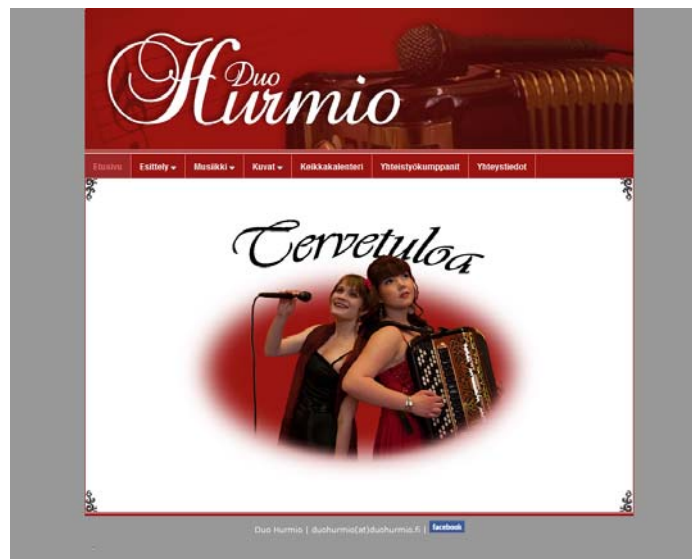 Duo
Hurmio
Etusivu Esittely Musiikki Kuvat Keikkakalenteri Yhteistyökumppanit Yhteystiedot
Tervetuloa
Duo Hurmio | duohurmio(at)duohurmio.fi | facebook